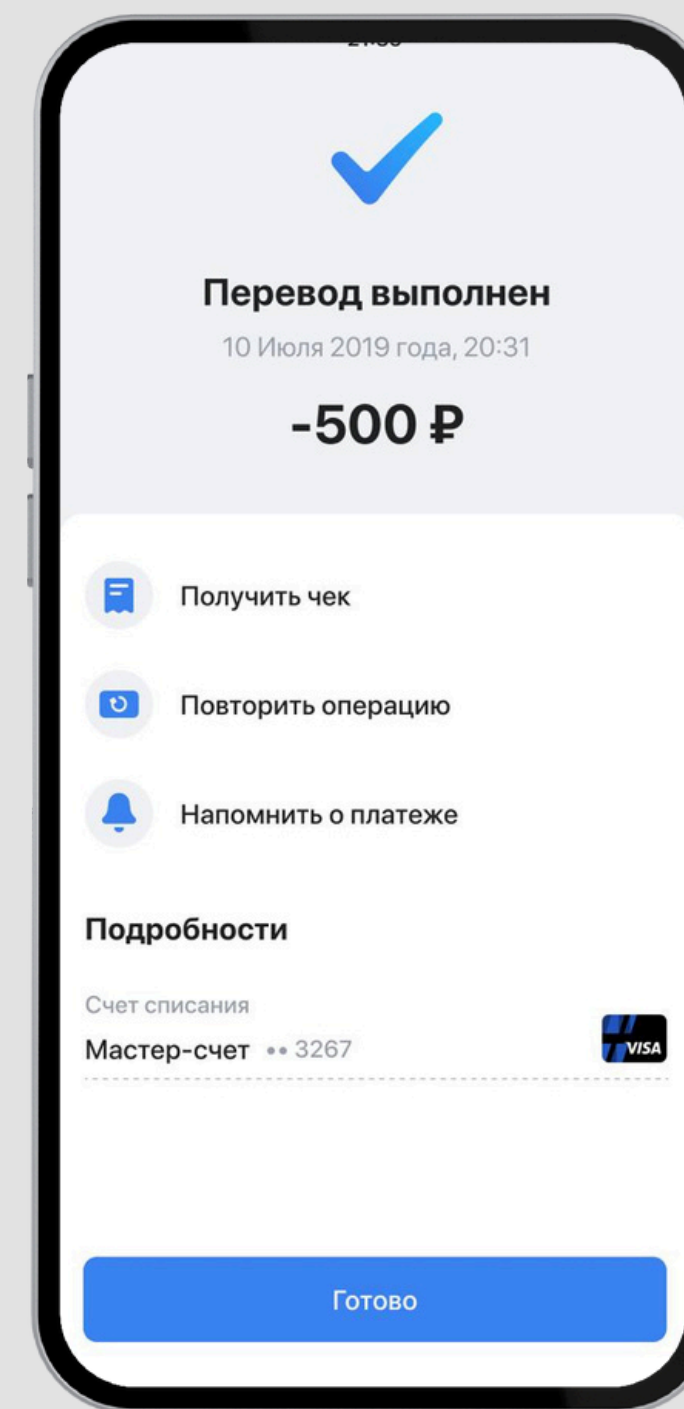 Перевод выполнен
10 Июля 2019 года, 20:31
-500 ₽
Получить чек
Повторить операцию
Напомнить о платеже
Подробности
Счет списания
Мастер-счет •• 3267
VISA
Готово